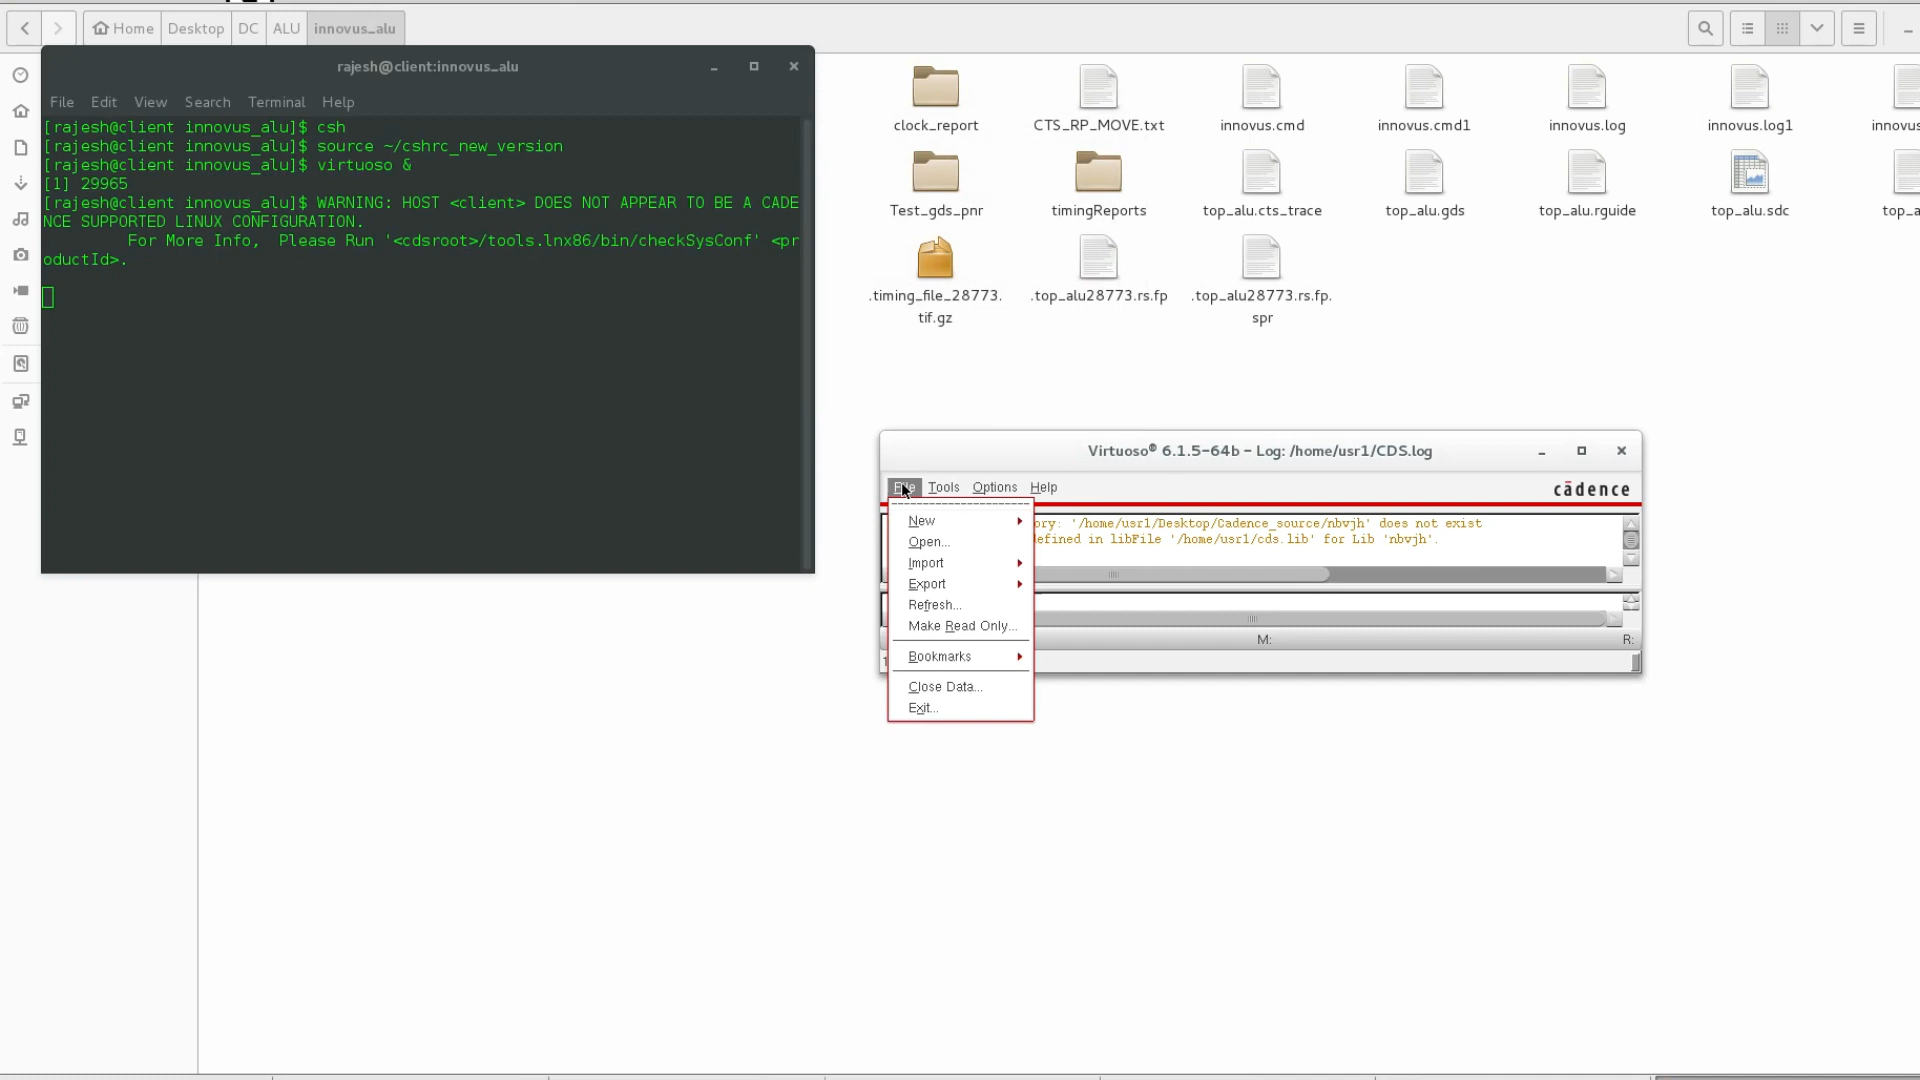 Home Desktop DC ALU innovus_alu
rajesh@client:innovus_alu
File Edit View Search Terminal Help
[rajesh@client innovus_alu]$ csh
[rajesh@client innovus_alu]$ source ~/cshrc_new_version
[rajesh@client innovus_alu]$ virtuoso &
[1] 29965
[rajesh@client innovus_alu]$ WARNING: HOST <client> DOES NOT APPEAR TO BE A CADE
NCE SUPPORTED LINUX CONFIGURATION.
For More Info, Please Run '<cdsroot>/tools.lnx86/bin/checkSysConf' <pr
oductId>.
clock_report CTS_RP_MOVE.txt innovus.cmd innovus.cmd1 innovus.log innovus.log1 innovus
Test_gds_pnr timingReports top_alu.cts_trace top_alu.gds top_alu.rguide top_alu.sdc top_a
.timing_file_28773. .top_alu28773.rs.fp .top_alu28773.rs.fp.
tif.gz spr
Virtuoso® 6.1.5-64b - Log: /home/usr1/CDS.log
File Tools Options Help cādence
ory: '/home/usr1/Desktop/Cadence_source/nbvjh' does not exist
efined in libFile '/home/usr1/cds.lib' for Lib 'nbvjh'.
New
Open...
Import
Export
Refresh...
Make Read Only...
Bookmarks
Close Data...
Exit...
M: R: